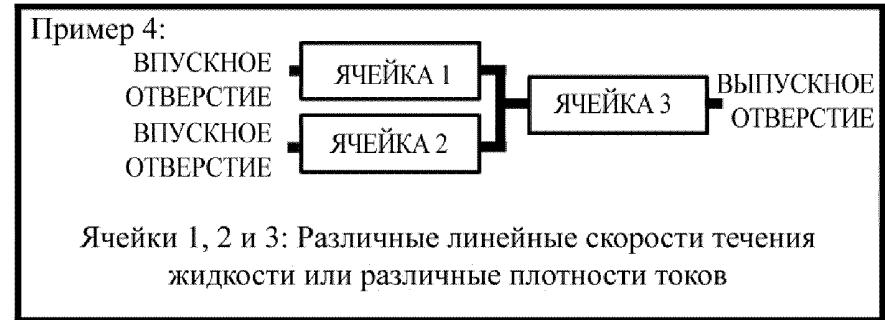 Пример 4:
ВПУСКНОЕ
ОТВЕРСТИЕ
ЯЧЕЙКА 1
ВПУСКНОЕ
ОТВЕРСТИЕ
ЯЧЕЙКА 2
ЯЧЕЙКА 3
ВЫПУСКНОЕ
ОТВЕРСТИЕ
Ячейки 1, 2 и 3: Различные линейные скорости течения
жидкости или различные плотности токов